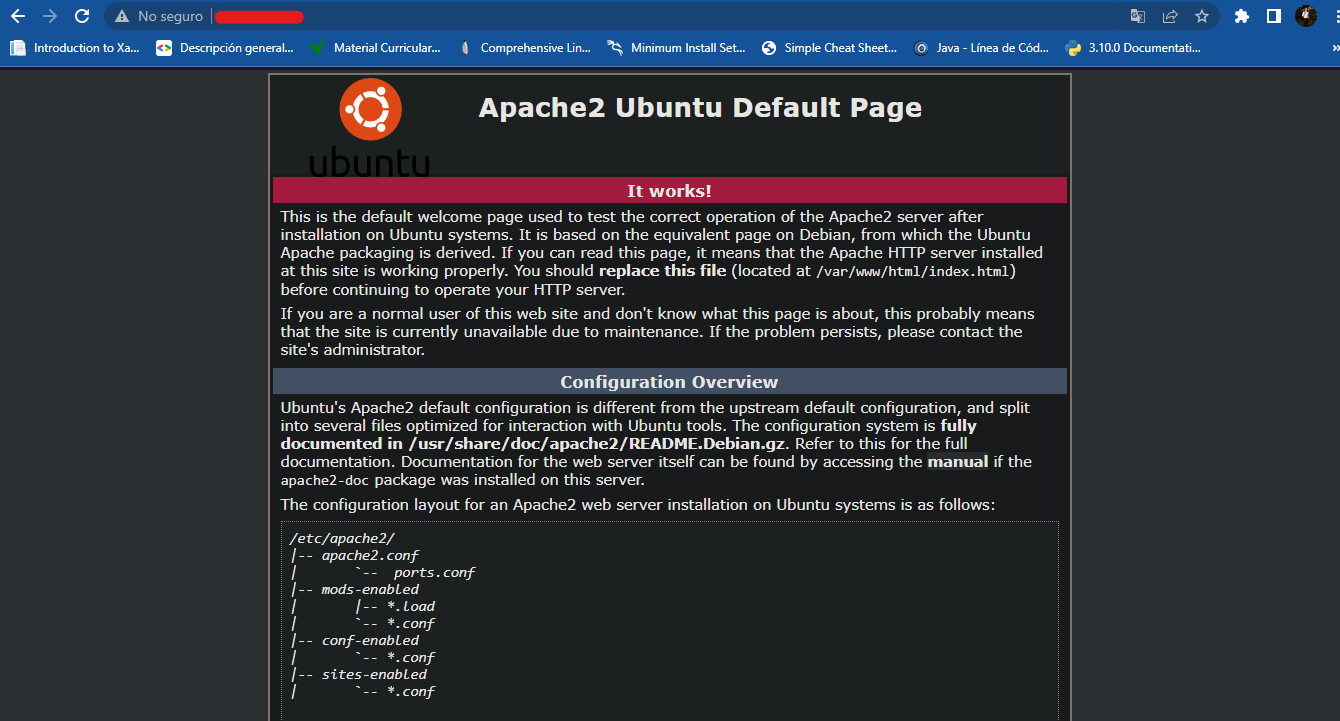 No seguro
Introduction to Xa... Descripción general... Material Curricular... Comprehensive Lin... Minimum Install Set... Simple Cheat Sheet... Java - Línea de Cód... 3.10.0 Documentati... »
Apache2 Ubuntu Default Page
ubuntu
It works!
This is the default welcome page used to test the correct operation of the Apache2 server after
installation on Ubuntu systems. It is based on the equivalent page on Debian, from which the Ubuntu
Apache packaging is derived. If you can read this page, it means that the Apache HTTP server installed
at this site is working properly. You should replace this file (located at /var/www/html/index.html)
before continuing to operate your HTTP server.
If you are a normal user of this web site and don't know what this page is about, this probably means
that the site is currently unavailable due to maintenance. If the problem persists, please contact the
site's administrator.
Configuration Overview
Ubuntu's Apache2 default configuration is different from the upstream default configuration, and split
into several files optimized for interaction with Ubuntu tools. The configuration system is fully
documented in /usr/share/doc/apache2/README.Debian.gz. Refer to this for the full
documentation. Documentation for the web server itself can be found by accessing the manual if the
apache2-doc package was installed on this server.
The configuration layout for an Apache2 web server installation on Ubuntu systems is as follows:
/etc/apache2/
|-- apache2.conf
|       `--  ports.conf
|-- mods-enabled
|       |-- *.load
|       `-- *.conf
|-- conf-enabled
|       `-- *.conf
|-- sites-enabled
|       `-- *.conf